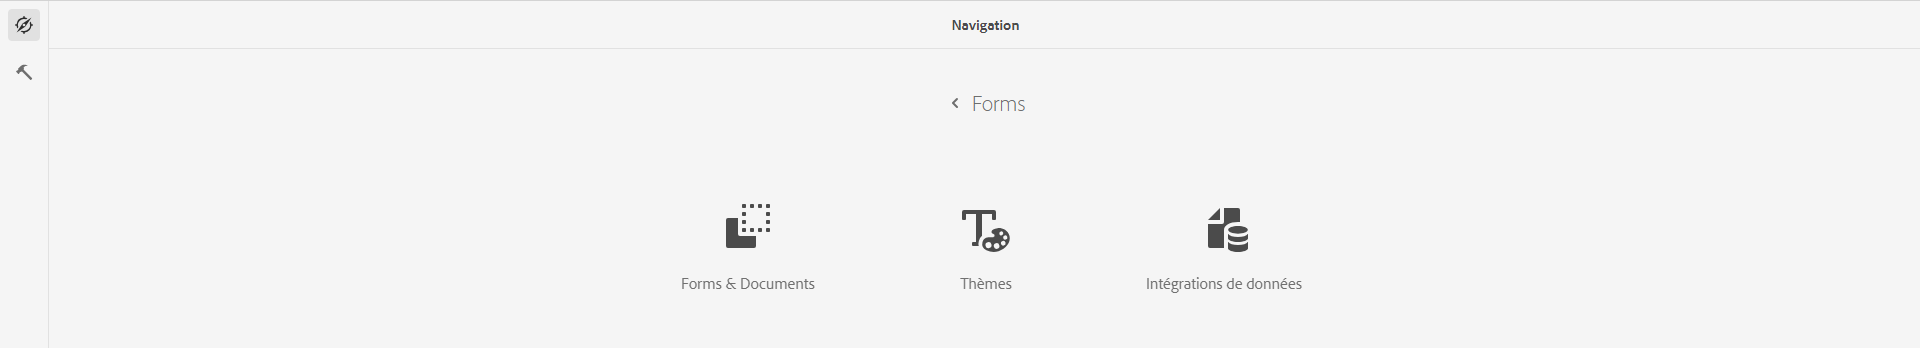 Navigation
Forms
Forms & Documents
Thèmes
Intégrations de données